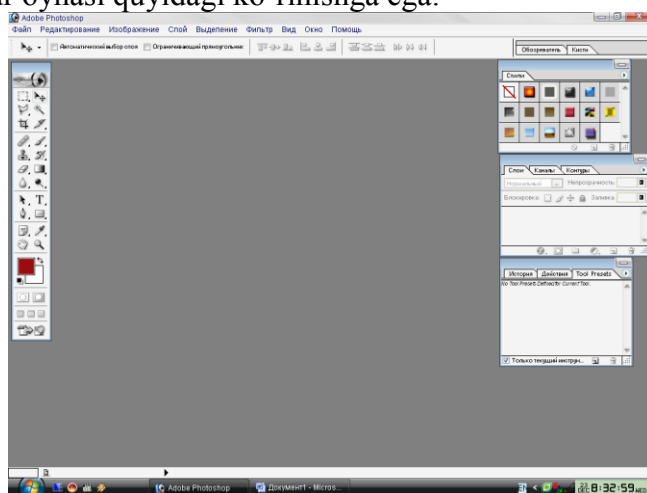 oynasi quyidagi ko'rinishga ega.
Adobe Photoshop
Файл Редактирование Изображение Слой Выделение Фильтр Вид Окно Помощь
Автоматический выбор слоя Ограничивающий прямоугольник
Обозреватель Кисти
Стили
Слои Каналы Контуры
Нормальный Непрозрачность:
Блокировка: Заливка:
История Действия Tool Presets
No Tool Presets Defined for Current Tool.
Только текущий инструм...
Adobe Photoshop Документ1 - Micros... 8:32:59